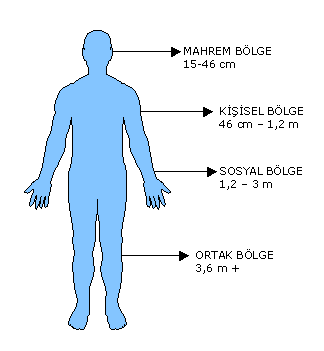 MAHREM BÖLGE
15-46 cm
KİŞİSEL BÖLGE
46 cm – 1,2 m
SOSYAL BÖLGE
1,2 – 3 m
ORTAK BÖLGE
3,6 m +